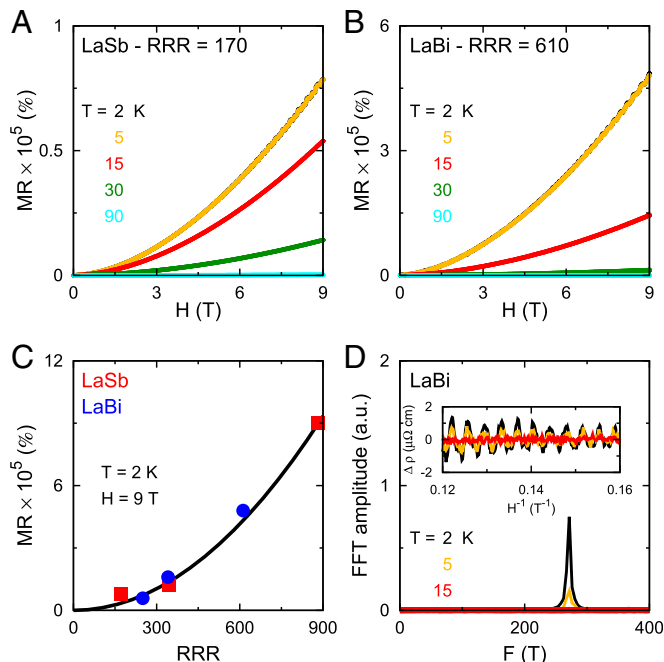 A
LaSb - RRR = 170
MR × 10⁵ (%)
1
0.5
0
T = 2 K
5
15
30
90
0 3 6 9
H (T)
B
LaBi - RRR = 610
MR × 10⁵ (%)
6
3
0
T = 2 K
5
15
30
90
0 3 6 9
H (T)
C
LaSb
LaBi
MR × 10⁵ (%)
12
9
6
3
0
T = 2 K
H = 9 T
0 300 600 900
RRR
D
LaBi
FFT amplitude (a.u.)
2
1
0
Δ ρ (μΩ cm)
2
0
-2
0.12 0.14 0.16
H⁻¹ (T⁻¹)
T = 2 K
5
15
0 200 400
F (T)